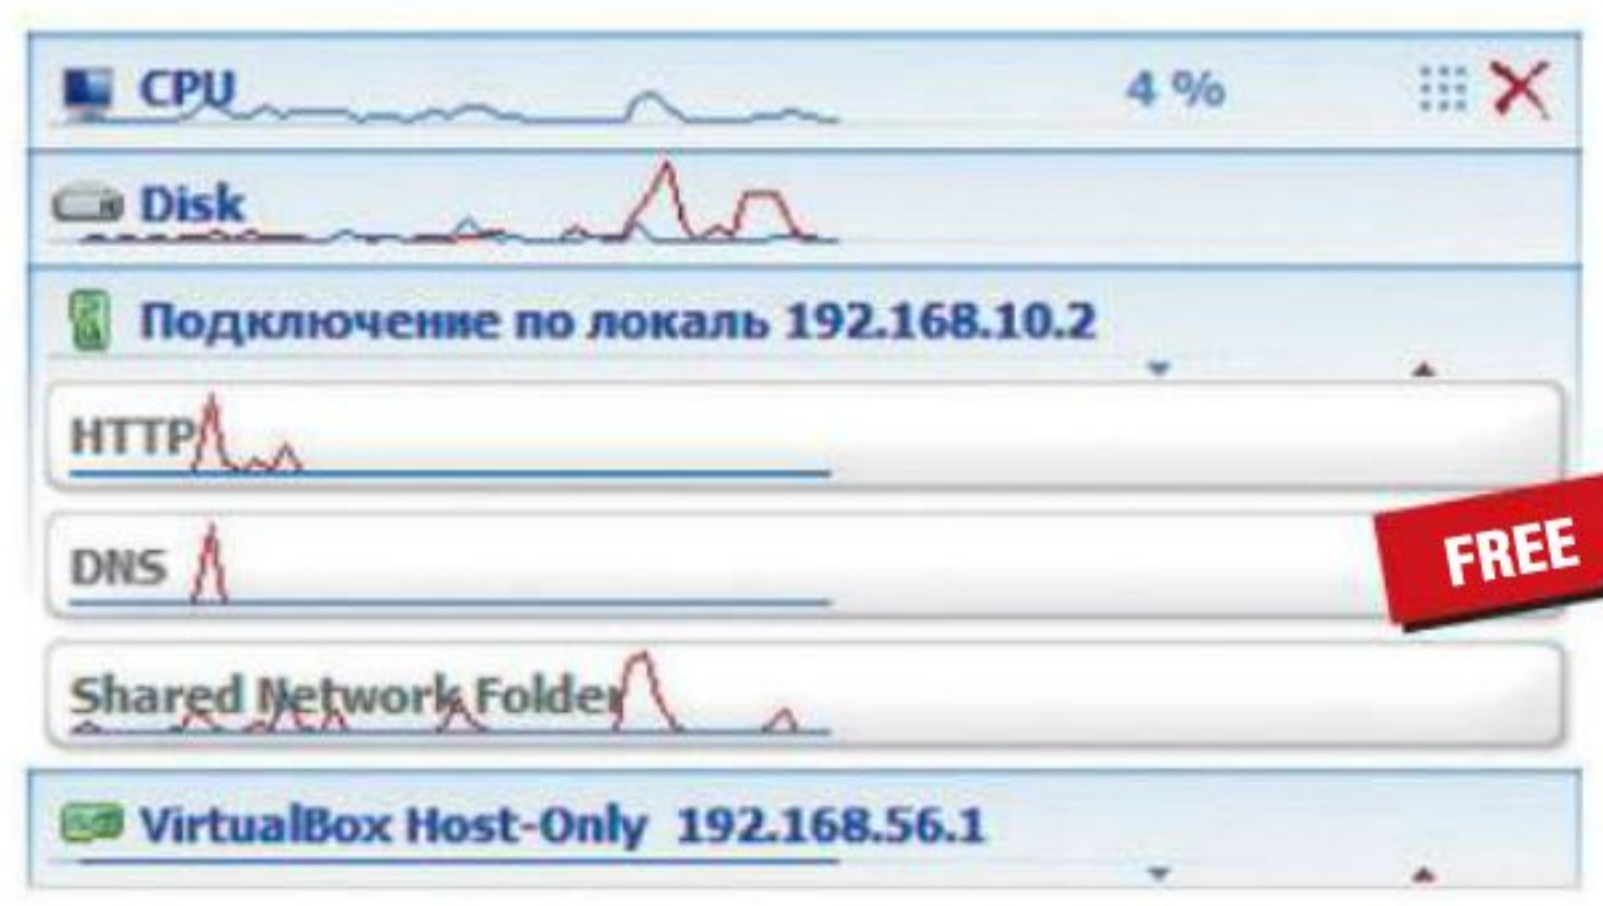 CPU 4 %
Disk
Подключение по локаль 192.168.10.2
HTTP
DNS
FREE
Shared Network Folder
VirtualBox Host-Only 192.168.56.1